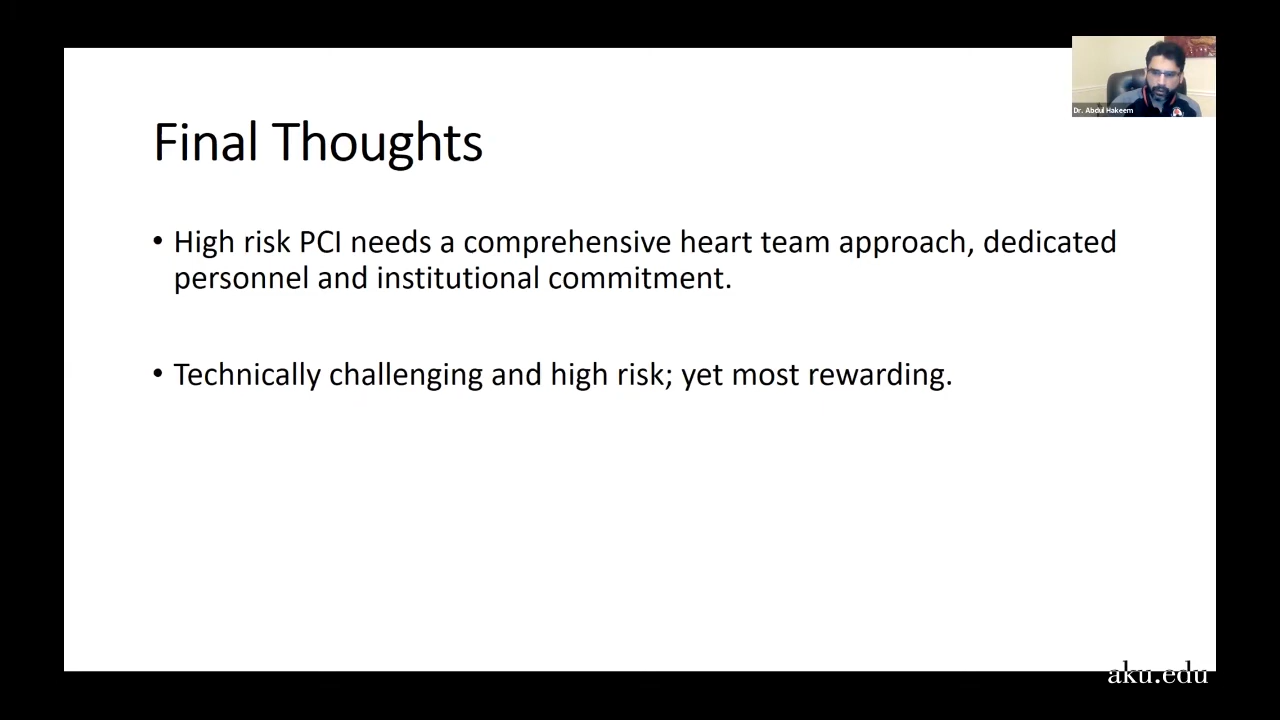 Dr. Abdul Hakeem
Final Thoughts
• High risk PCI needs a comprehensive heart team approach, dedicated
personnel and institutional commitment.
• Technically challenging and high risk; yet most rewarding.
aku.edu